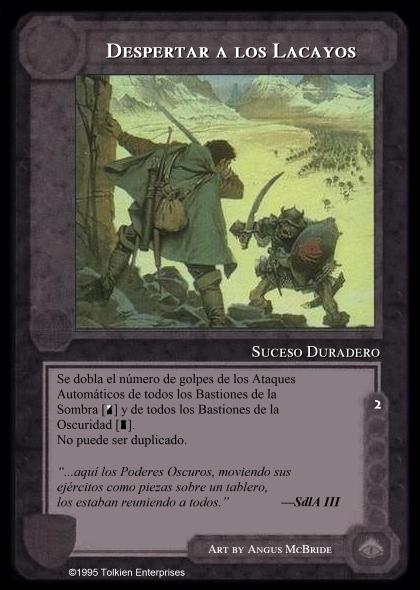 Despertar a los Lacayos
Suceso Duradero
Se dobla el número de golpes de los Ataques
Automáticos de todos los Bastiones de la
Sombra [] y de todos los Bastiones de la
Oscuridad [].
No puede ser duplicado.
2
“...aquí los Poderes Oscuros, moviendo sus
ejércitos como piezas sobre un tablero,
los estaban reuniendo a todos.” —SdlA III
Art by Angus McBride
©1995 Tolkien Enterprises